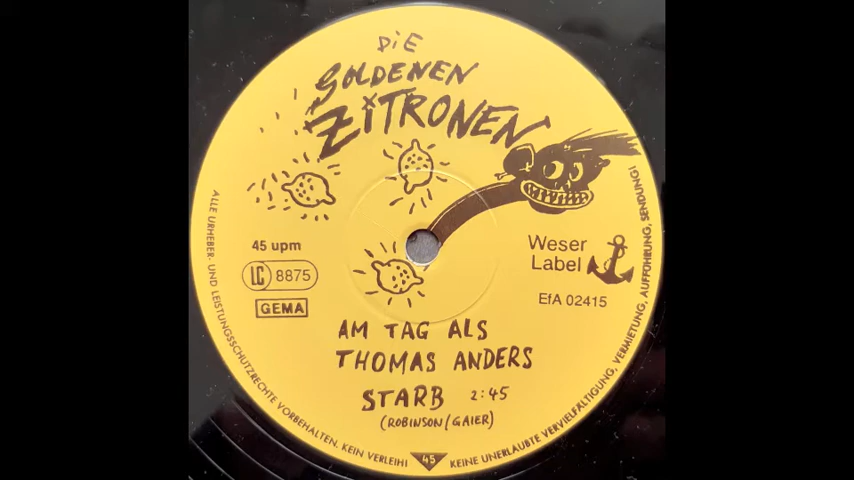 DiE
GOLDENEN
ZiTRONEN
45 upm
LC 8875
GEMA
Weser
Label
EfA 02415
AM TAG ALS
THOMAS ANDERS
STARB 2:45
(ROBINSON/GAIER)
ALLE URHEBER- UND LEISTUNGSSCHUTZRECHTE VORBEHALTEN. KEIN VERLEIH! KEINE UNERLAUBTE VERVIELFÄLTIGUNG, VERMIETUNG, AUFFÜHRUNG, SENDUNG!
45